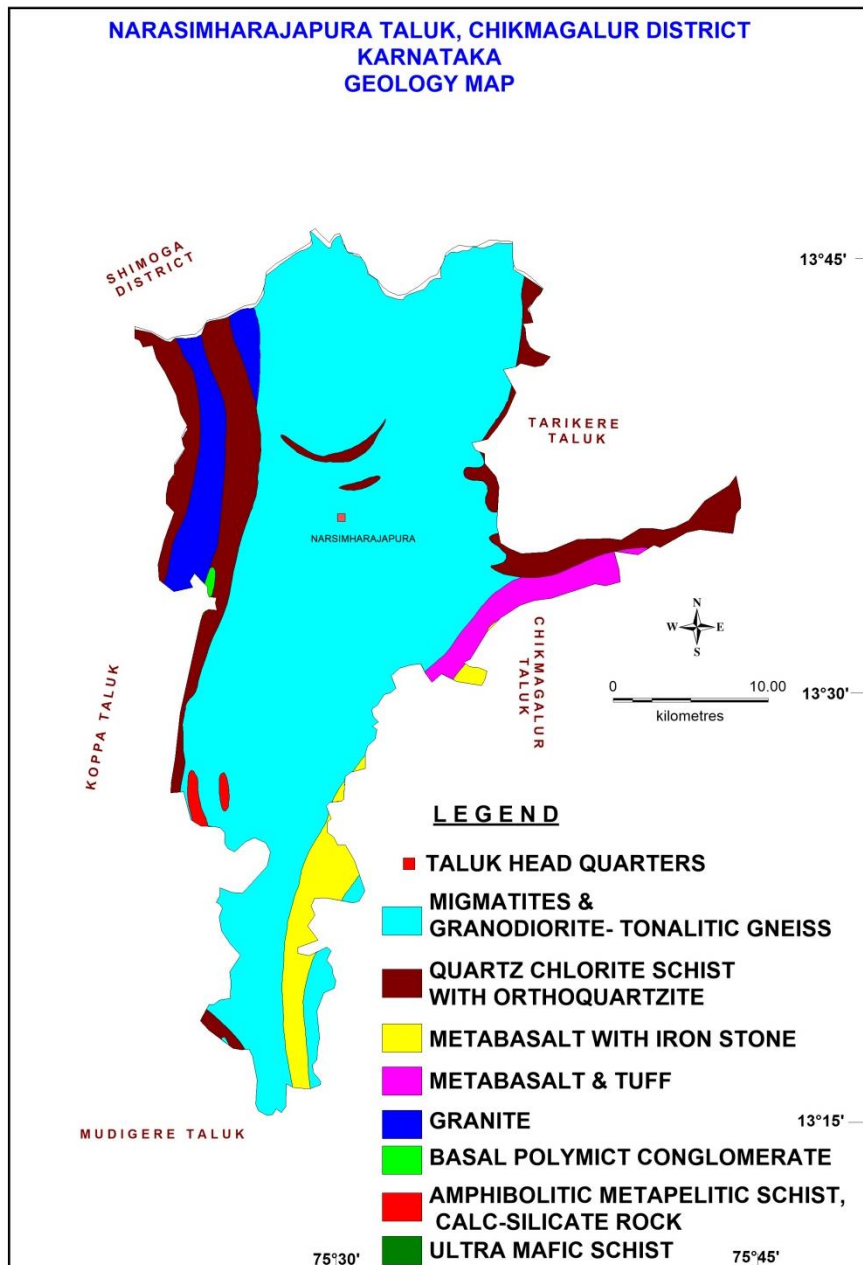 NARASIMHARAJAPURA TALUK, CHIKMAGALUR DISTRICT
KARNATAKA
GEOLOGY MAP
SHIMOGA
DISTRICT
13°45'
TARIKERE
TALUK
NARSIMHARAJAPURA
N
W E
S
CHIKMAGALUR
TALUK
KOPPA TALUK
0 10.00
kilometres
13°30'
LEGEND
TALUK HEAD QUARTERS
MIGMATITES &
GRANODIORITE- TONALITIC GNEISS
QUARTZ CHLORITE SCHIST
WITH ORTHOQUARTZITE
METABASALT WITH IRON STONE
METABASALT & TUFF
GRANITE
13°15'
MUDIGERE TALUK
BASAL POLYMICT CONGLOMERATE
AMPHIBOLITIC METAPELITIC SCHIST,
CALC-SILICATE ROCK
ULTRA MAFIC SCHIST
75°30' 75°45'